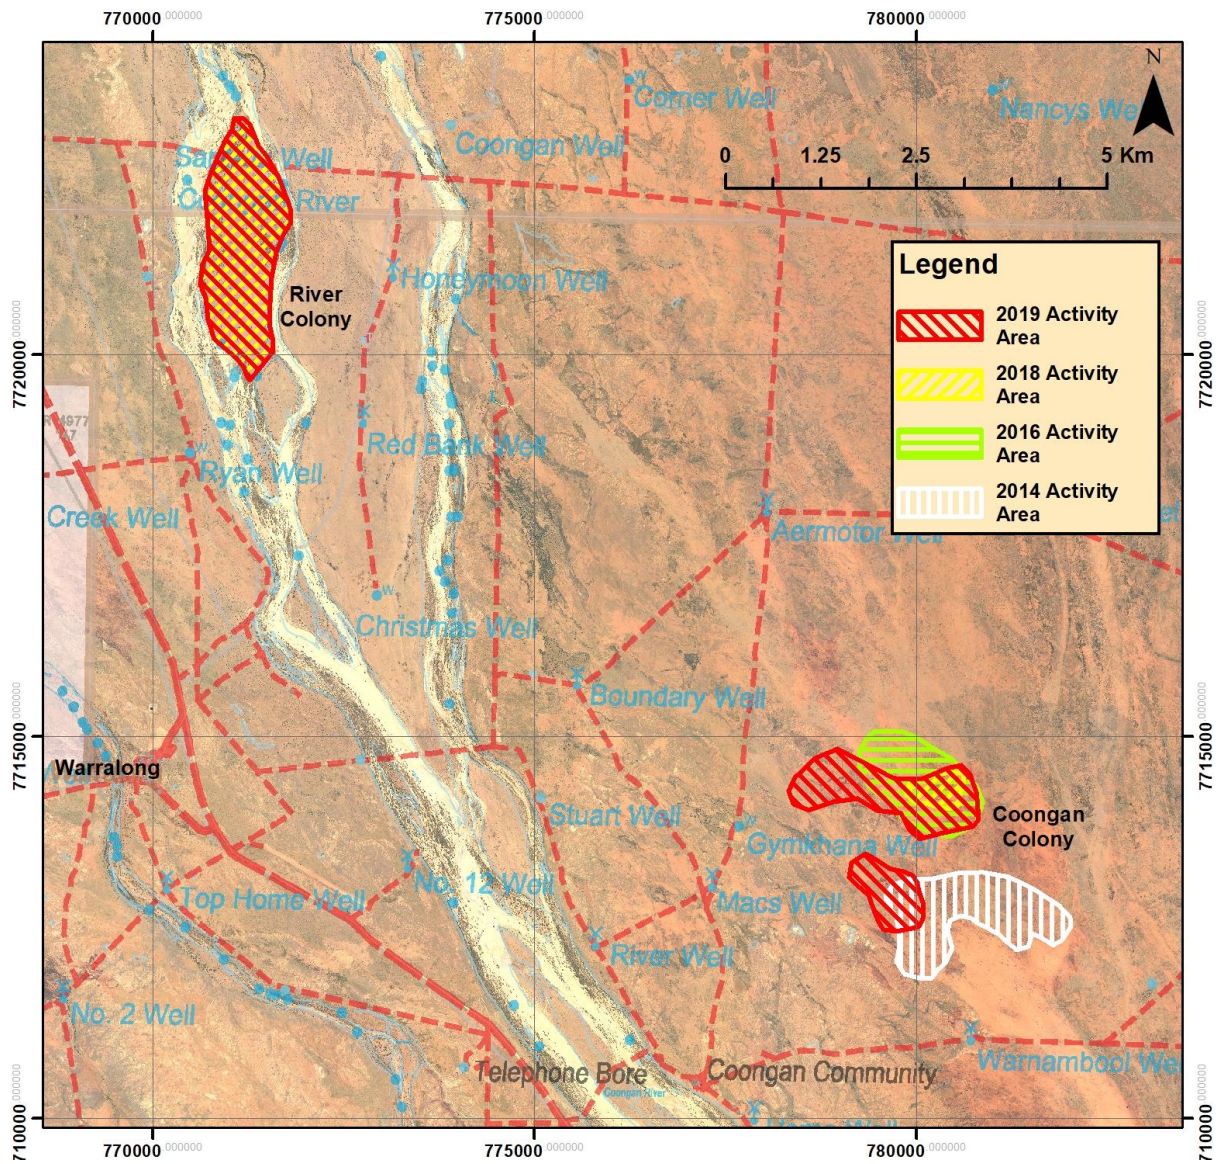 770000.000000
775000.000000
780000.000000
N
Corner Well
Nancys We
Coongan Well
0 1.25 2.5 5 Km
Well
River
Legend
Honeymoon Well
River
Colony
2019 Activity
Area
7720000.000000
7720000.000000
2018 Activity
Area
2016 Activity
Area
Red Bank Well
Ryan Well
2014 Activity
Area
Creek Well
Aermotor Well
Christmas Well
Boundary Well
7715000.000000
7715000.000000
Warralong
Stuart Well
Coongan
Colony
Gymkhana Well
No. 12 Well
Top Home Well
Macs Well
River Well
No. 2 Well
Warnambool We
Telephone Bore
Coongan Community
Coongan River
7710000.000000
7710000.000000
770000.000000
775000.000000
780000.000000